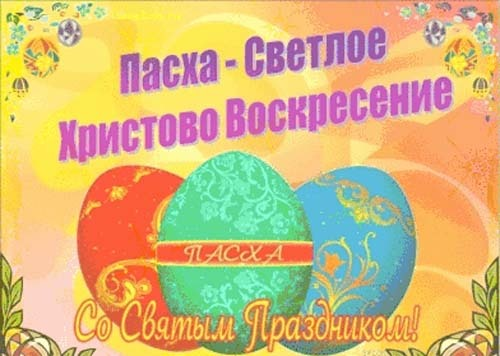 Пасха - Светлое
Христово Воскресение
ПАСХА
Со Святым Праздником!